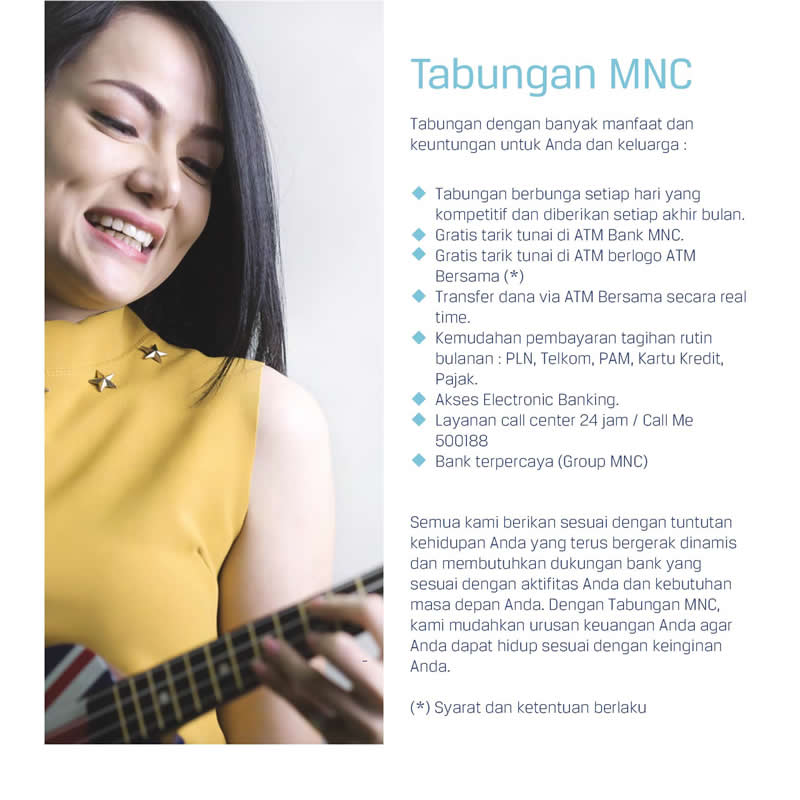 Tabungan MNC
Tabungan dengan banyak manfaat dan
keuntungan untuk Anda dan keluarga :
Tabungan berbunga setiap hari yang
kompetitif dan diberikan setiap akhir bulan.
Gratis tarik tunai di ATM Bank MNC.
Gratis tarik tunai di ATM berlogo ATM
Bersama (*)
Transfer dana via ATM Bersama secara real
time.
Kemudahan pembayaran tagihan rutin
bulanan : PLN, Telkom, PAM, Kartu Kredit,
Pajak.
Akses Electronic Banking.
Layanan call center 24 jam / Call Me
500188
Bank terpercaya (Group MNC)
Semua kami berikan sesuai dengan tuntutan
kehidupan Anda yang terus bergerak dinamis
dan membutuhkan dukungan bank yang
sesuai dengan aktifitas Anda dan kebutuhan
masa depan Anda. Dengan Tabungan MNC,
kami mudahkan urusan keuangan Anda agar
Anda dapat hidup sesuai dengan keinginan
Anda.
(*) Syarat dan ketentuan berlaku